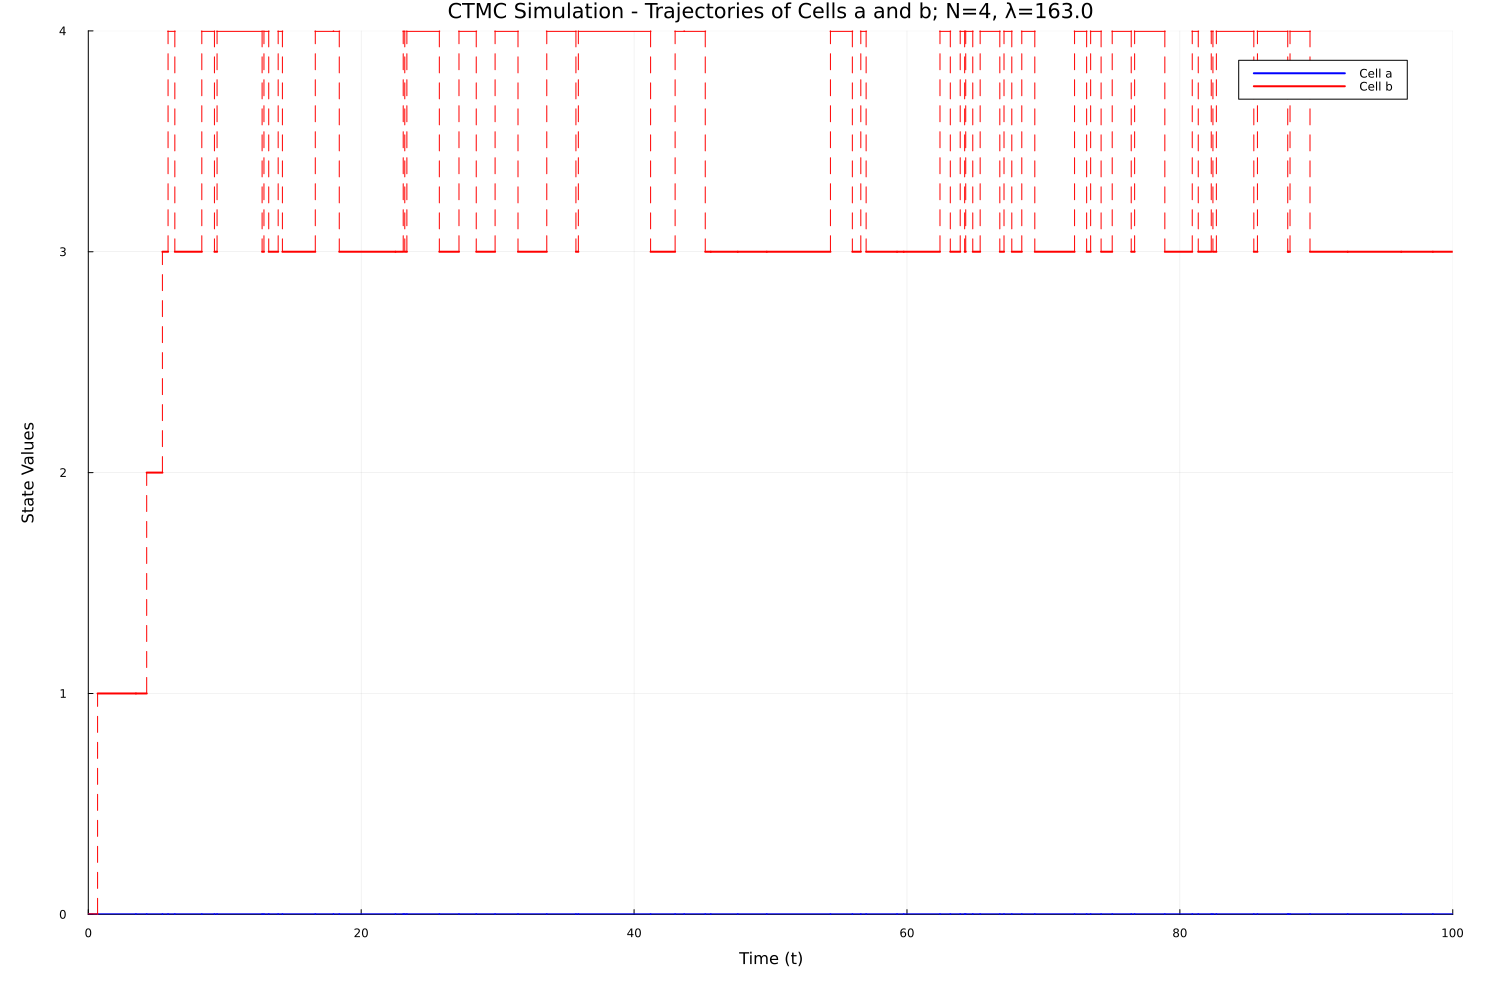 CTMC Simulation - Trajectories of Cells a and b; N=4, λ=163.0
4
Cell a
Cell b
3
State Values
2
1
0
0 20 40 60 80 100
Time (t)